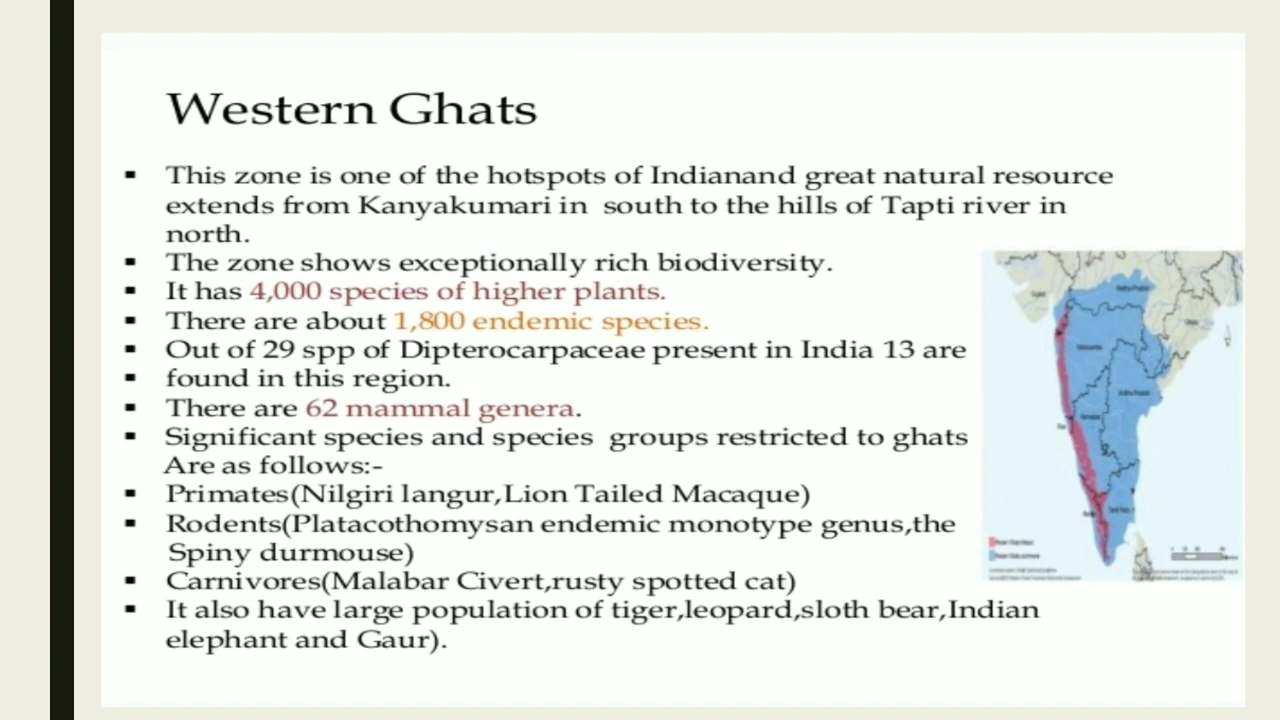 Western Ghats
▪ This zone is one of the hotspots of Indianand great natural resource
extends from Kanyakumari in south to the hills of Tapti river in
north.
▪ The zone shows exceptionally rich biodiversity.
▪ It has 4,000 species of higher plants.
▪ There are about 1,800 endemic species.
▪ Out of 29 spp of Dipterocarpaceae present in India 13 are
▪ found in this region.
▪ There are 62 mammal genera.
▪ Significant species and species groups restricted to ghats
Are as follows:-
▪ Primates(Nilgiri langur,Lion Tailed Macaque)
▪ Rodents(Platacothomysan endemic monotype genus,the
Spiny durmouse)
▪ Carnivores(Malabar Civert,rusty spotted cat)
▪ It also have large population of tiger,leopard,sloth bear,Indian
elephant and Gaur).